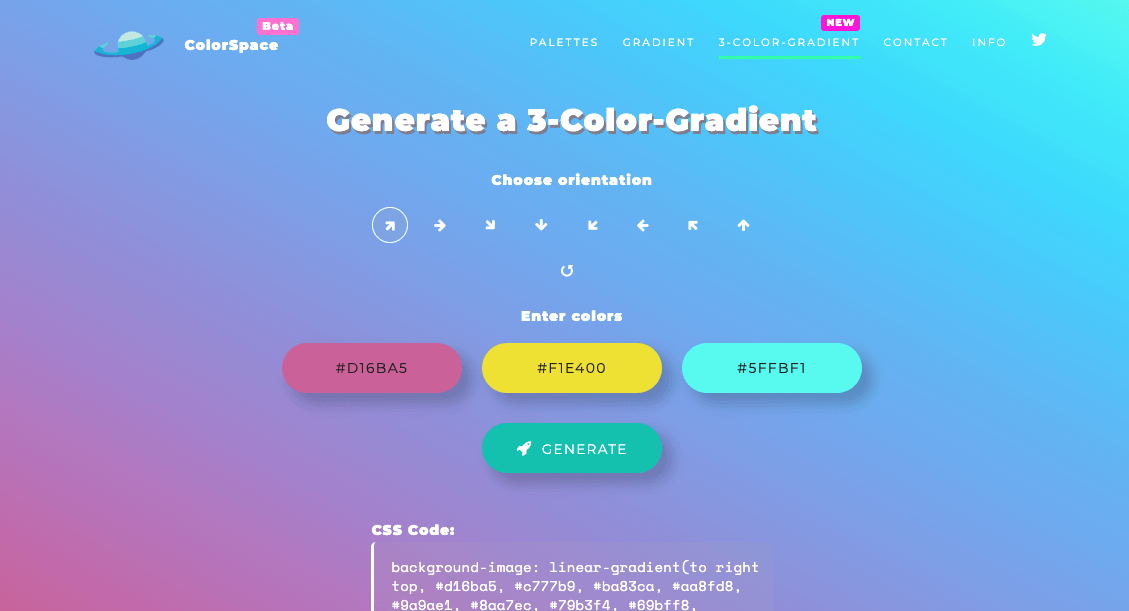 Beta
ColorSpace
NEW
PALETTES GRADIENT 3-COLOR-GRADIENT CONTACT INFO
Generate a 3-Color-Gradient
Choose orientation
Enter colors
#D16BA5 #F1E400 #5FFBF1
GENERATE
CSS Code:
background-image: linear-gradient(to right
top, #d16ba5, #c777b9, #ba83ca, #aa8fd8,
#9a9ae1, #8aa7ec, #79b3f4, #69bff8,